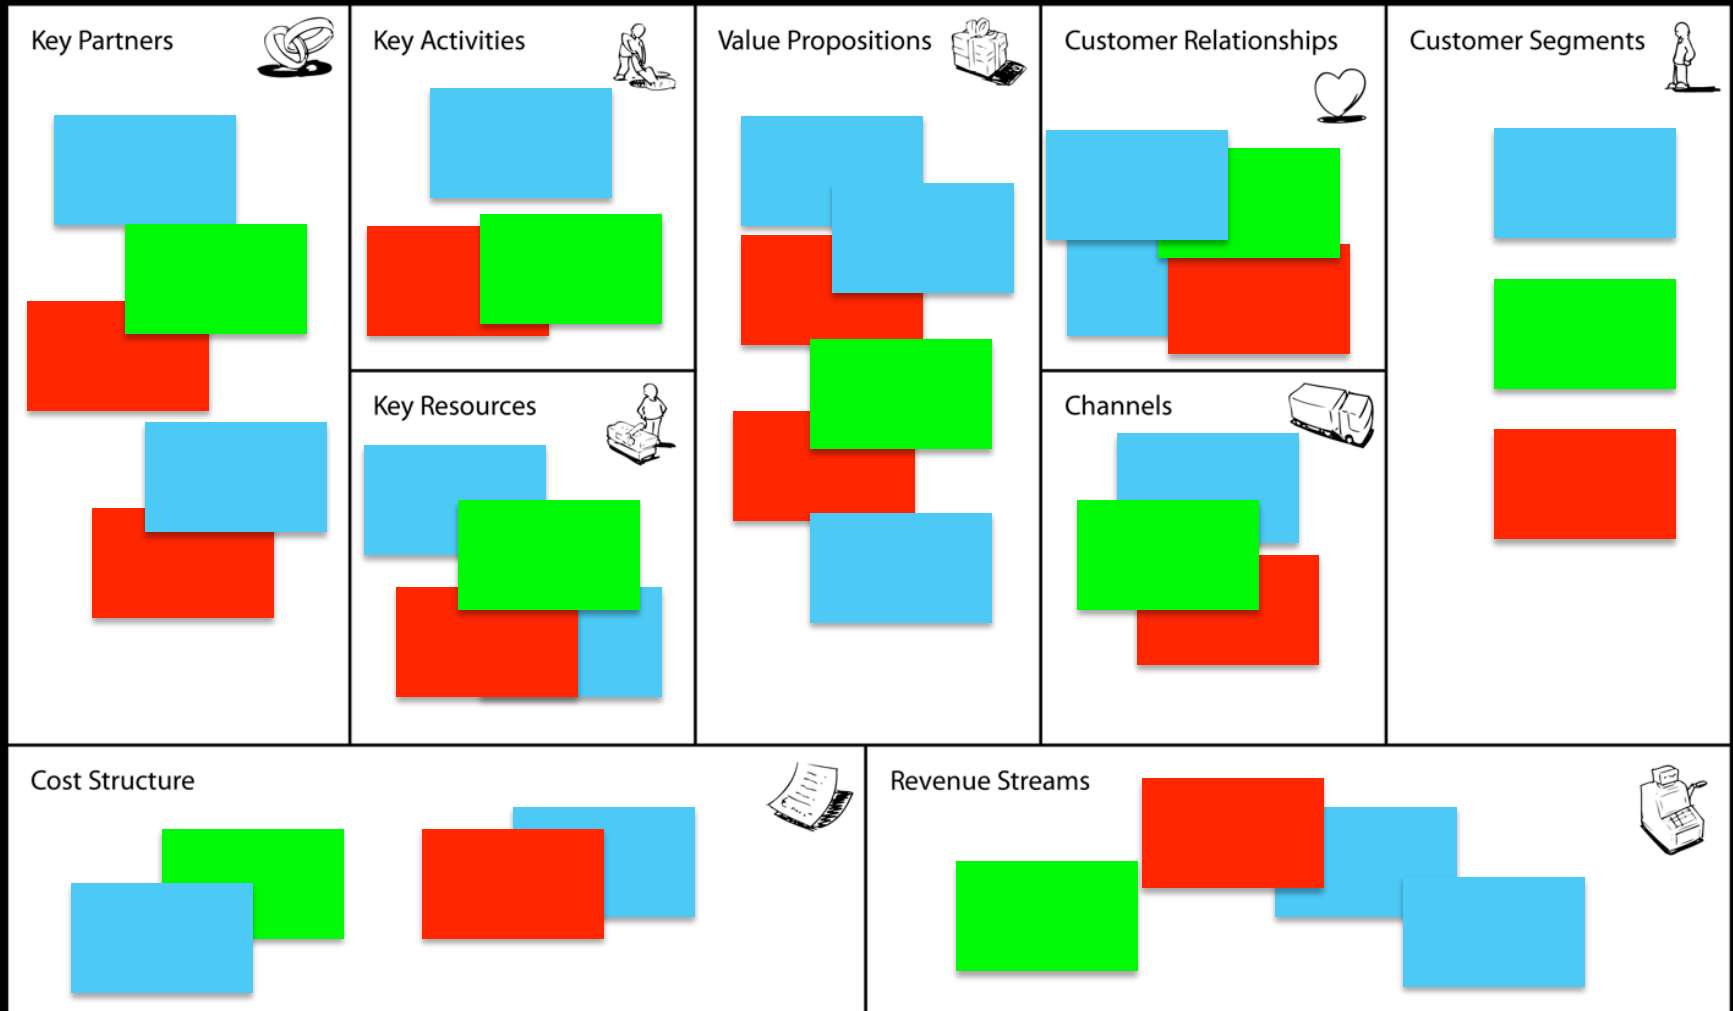 Key Partners
Key Activities
Value Propositions
Customer Relationships
Customer Segments
Key Resources
Channels
Cost Structure
Revenue Streams